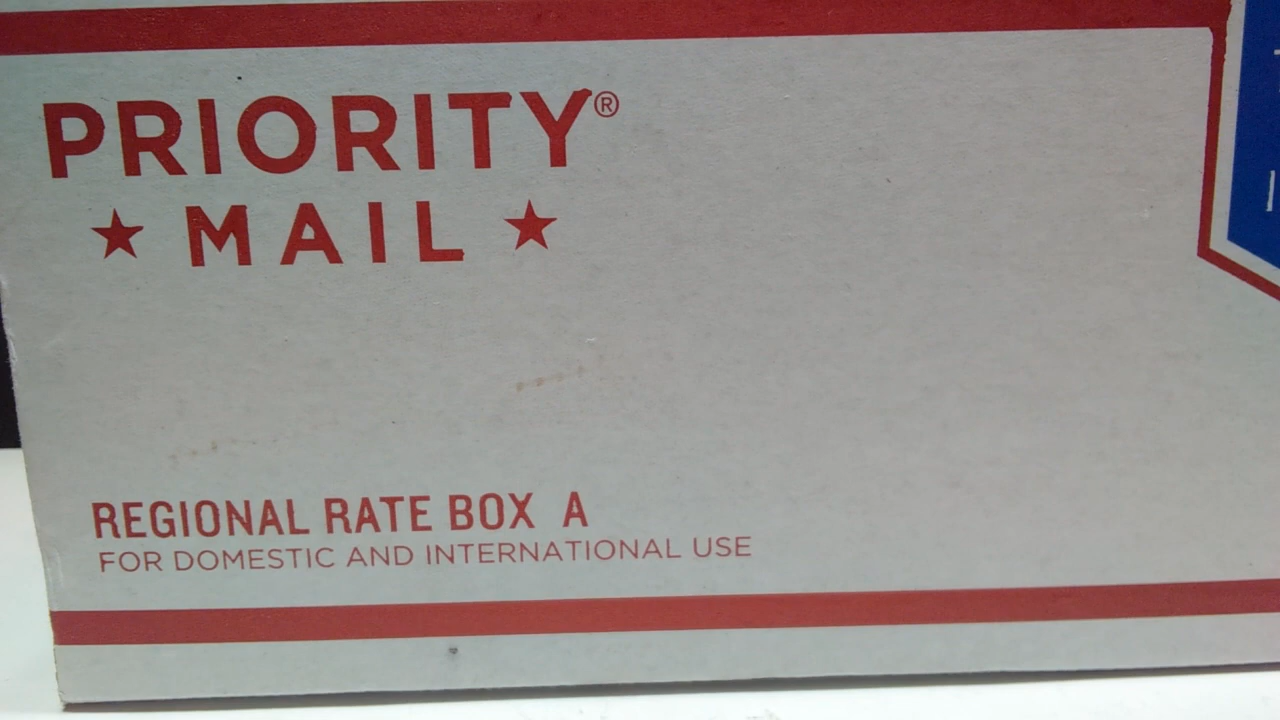 PRIORITY®
★ MAIL ★
REGIONAL RATE BOX A
FOR DOMESTIC AND INTERNATIONAL USE